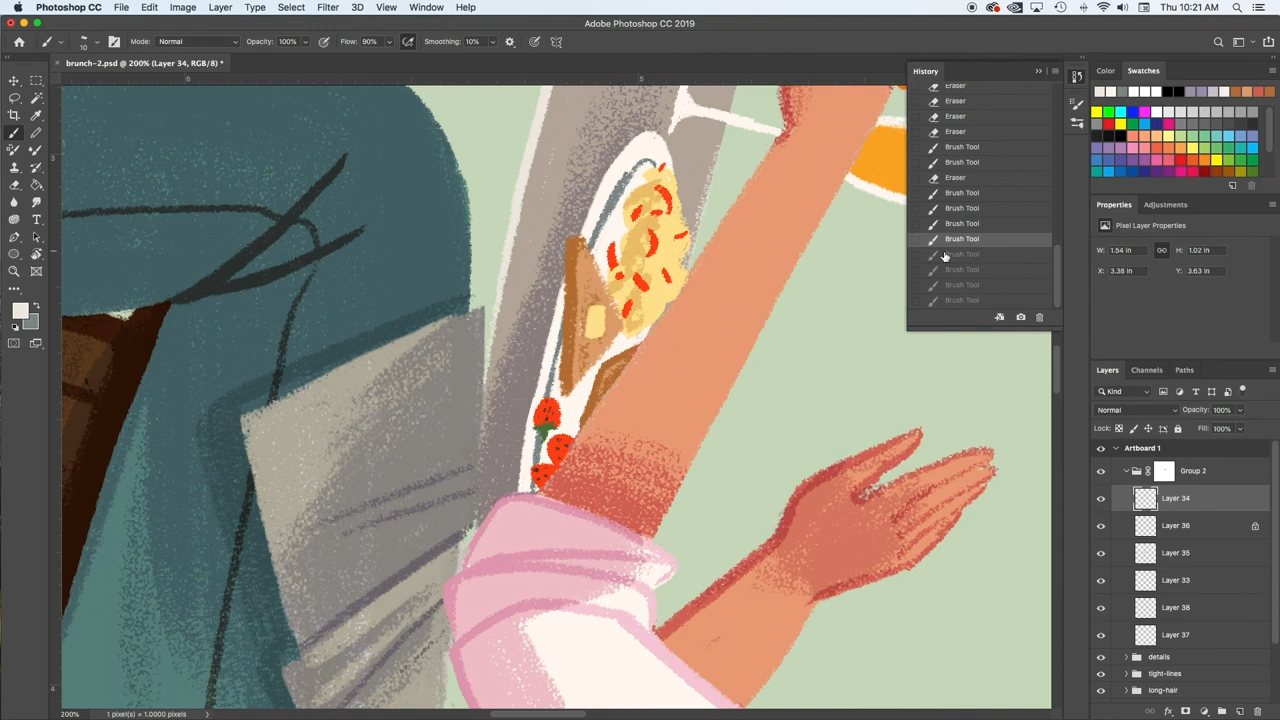 Photoshop CC File Edit Image Layer Type Select Filter 3D View Window Help Thu 10:21 AM
Adobe Photoshop CC 2019
10 Mode: Normal Opacity: 100% Flow: 90% Smoothing: 10%
× brunch-2.psd @ 200% (Layer 34, RGB/8) *
6 5
3
4
History
Eraser
Eraser
Eraser
Eraser
Brush Tool
Brush Tool
Eraser
Brush Tool
Brush Tool
Brush Tool
Brush Tool
Brush Tool
Brush Tool
Brush Tool
Brush Tool
Color Swatches
Properties Adjustments
Pixel Layer Properties
W: 1.54 in H: 1.02 in
X: 3.38 in Y: 3.63 in
Layers Channels Paths
Kind
Normal Opacity: 100%
Lock: Fill: 100%
Artboard 1
Group 2
Layer 34
Layer 36
Layer 35
Layer 33
Layer 38
Layer 37
details
tight-lines
long-hair
fx
200% 1 pixel(s) = 1.0000 pixels